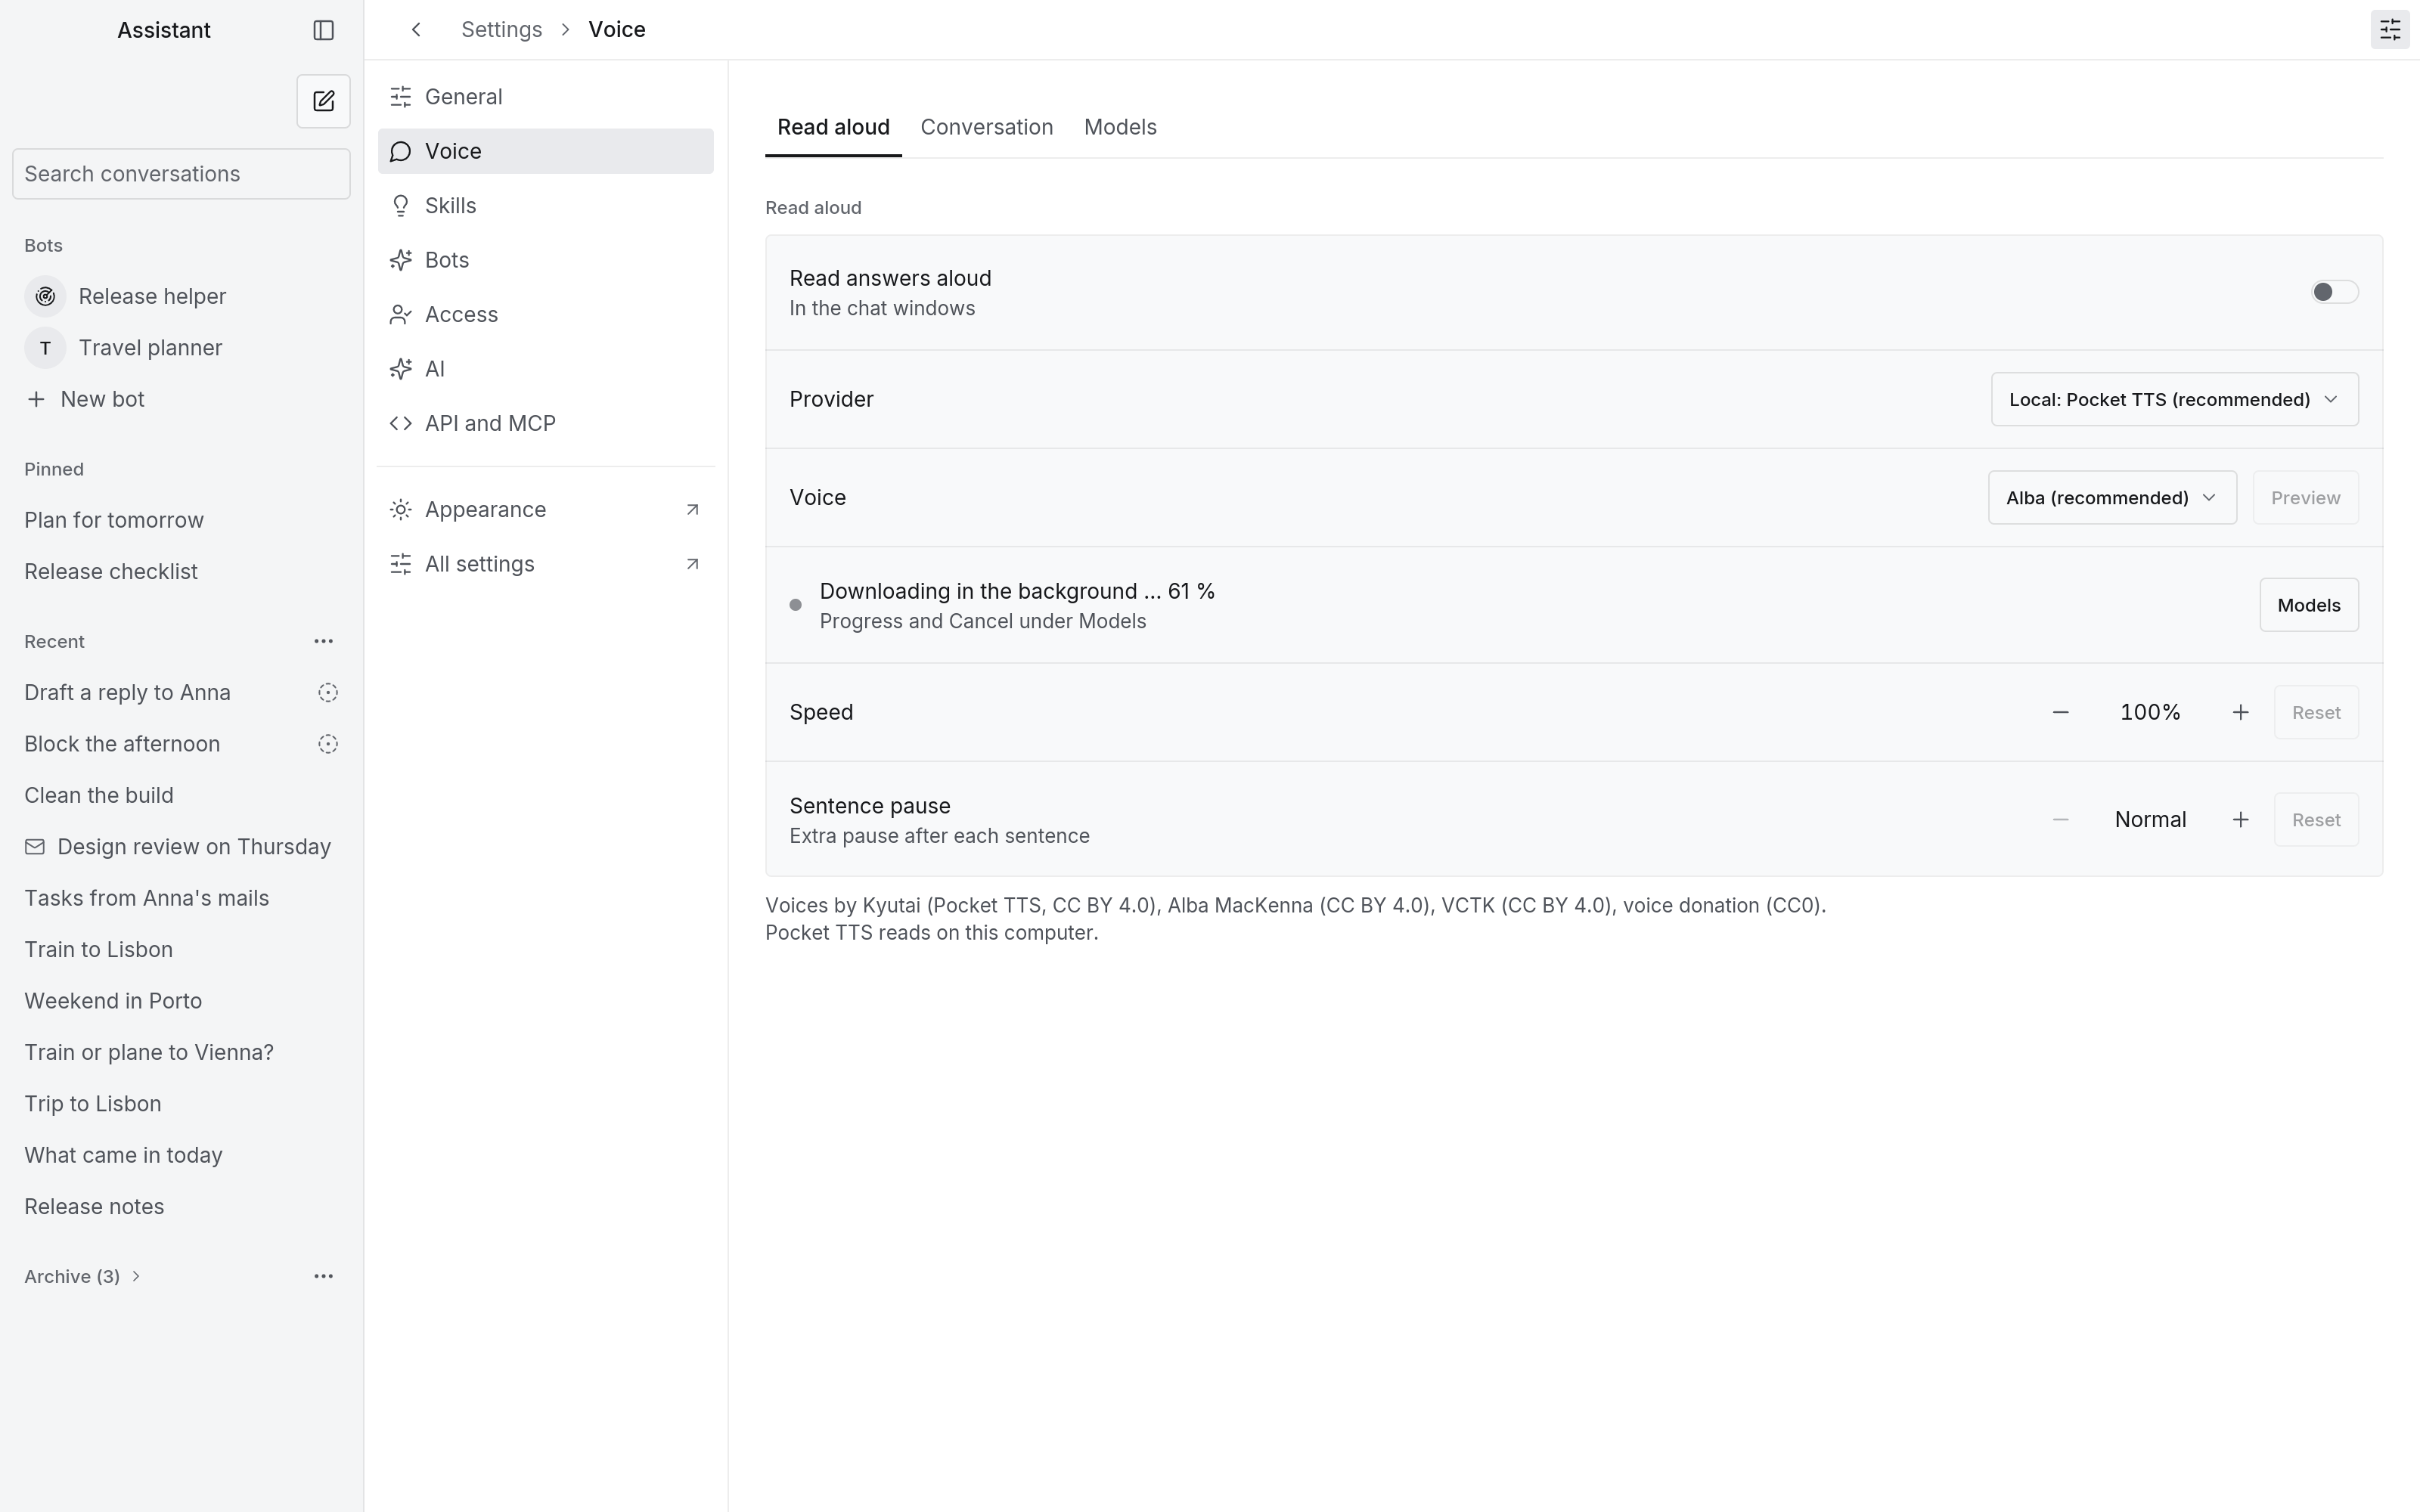 Assistant
Search conversations
Bots
Release helper
T
Travel planner
New bot
Pinned
Plan for tomorrow
Release checklist
Recent
Draft a reply to Anna
Block the afternoon
Clean the build
Design review on Thursday
Tasks from Anna's mails
Train to Lisbon
Weekend in Porto
Train or plane to Vienna?
Trip to Lisbon
What came in today
Release notes
Archive (3)
Settings
Voice
General
Voice
Skills
Bots
Access
AI
API and MCP
Appearance
All settings
Read aloud
Conversation
Models
Read aloud
Read answers aloud
In the chat windows
Provider
Local: Pocket TTS (recommended)
Voice
Alba (recommended)
Preview
Downloading in the background ... 61 %
Progress and Cancel under Models
Models
Speed
100%
Reset
Sentence pause
Extra pause after each sentence
Normal
Reset
Voices by Kyutai (Pocket TTS, CC BY 4.0), Alba MacKenna (CC BY 4.0), VCTK (CC BY 4.0), voice donation (CC0).
Pocket TTS reads on this computer.